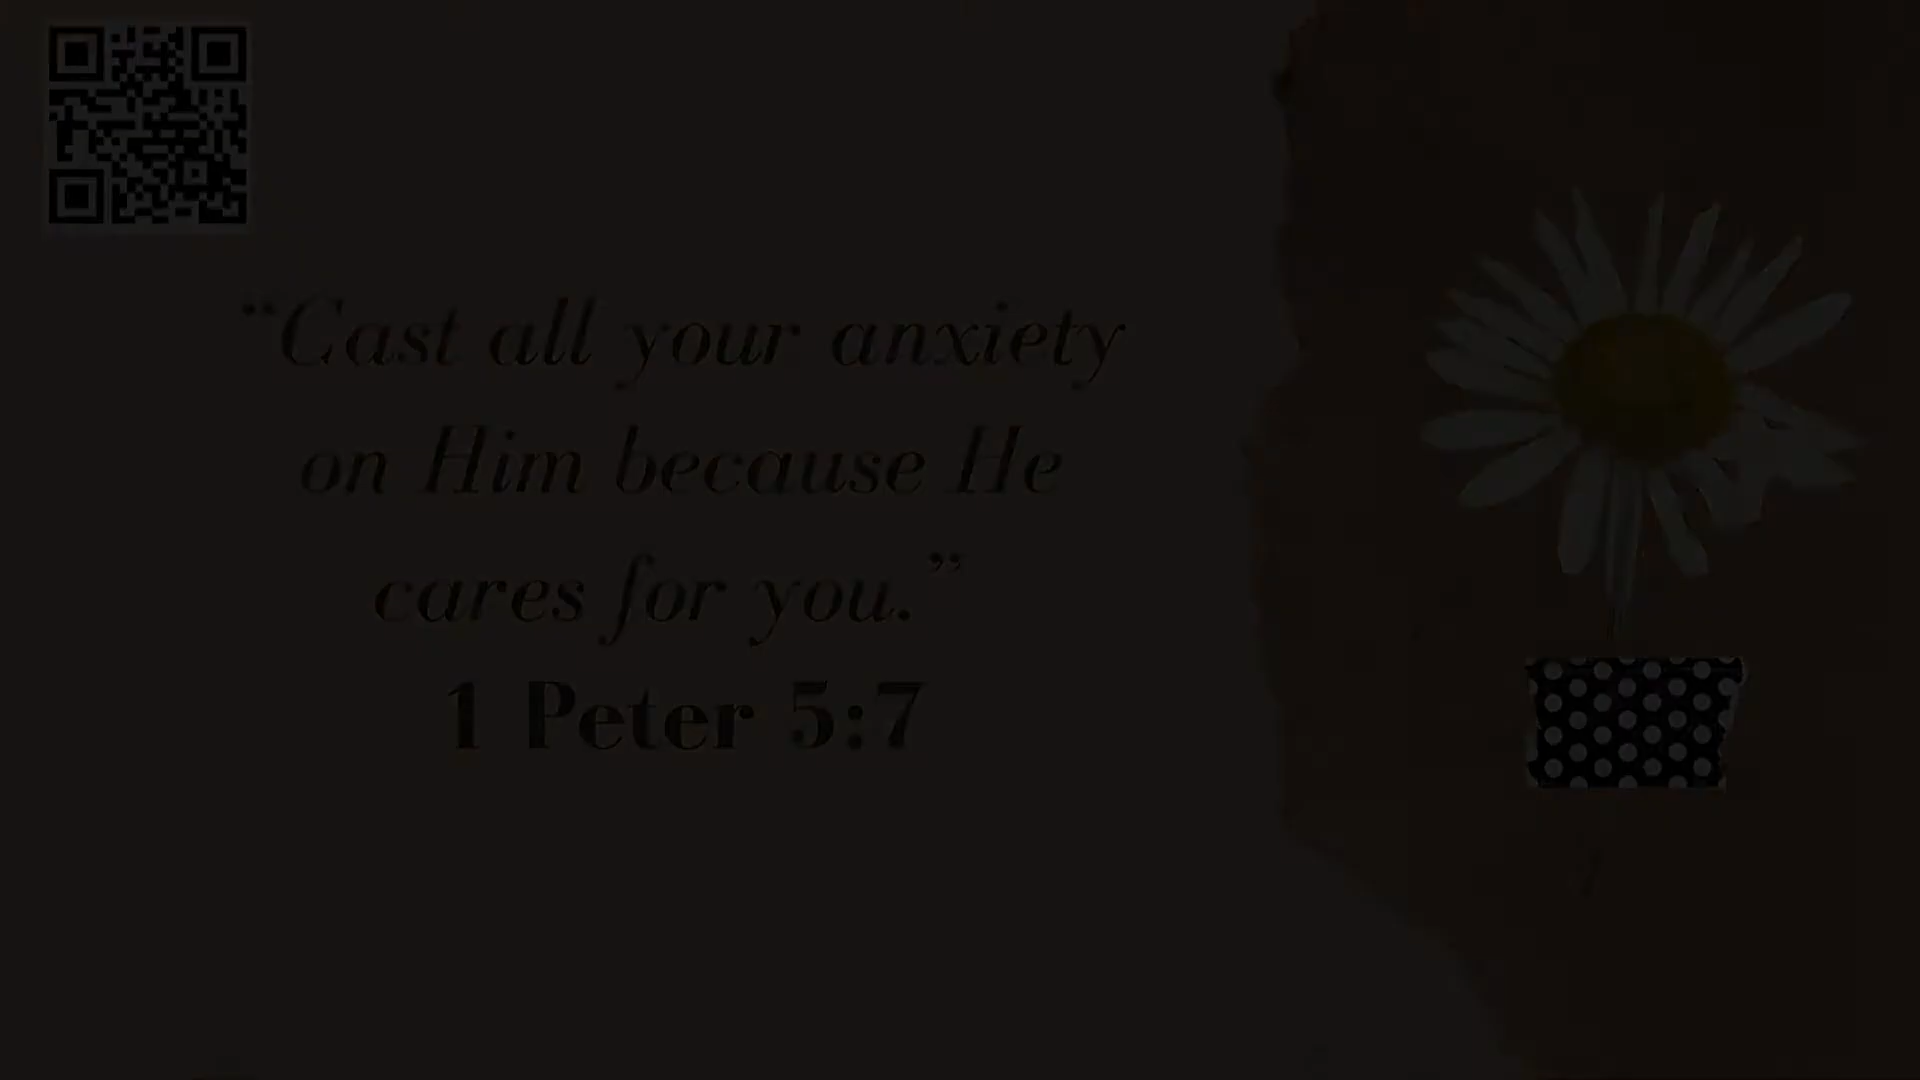 “Cast all your anxiety
on Him because He
cares for you.”
1 Peter 5:7